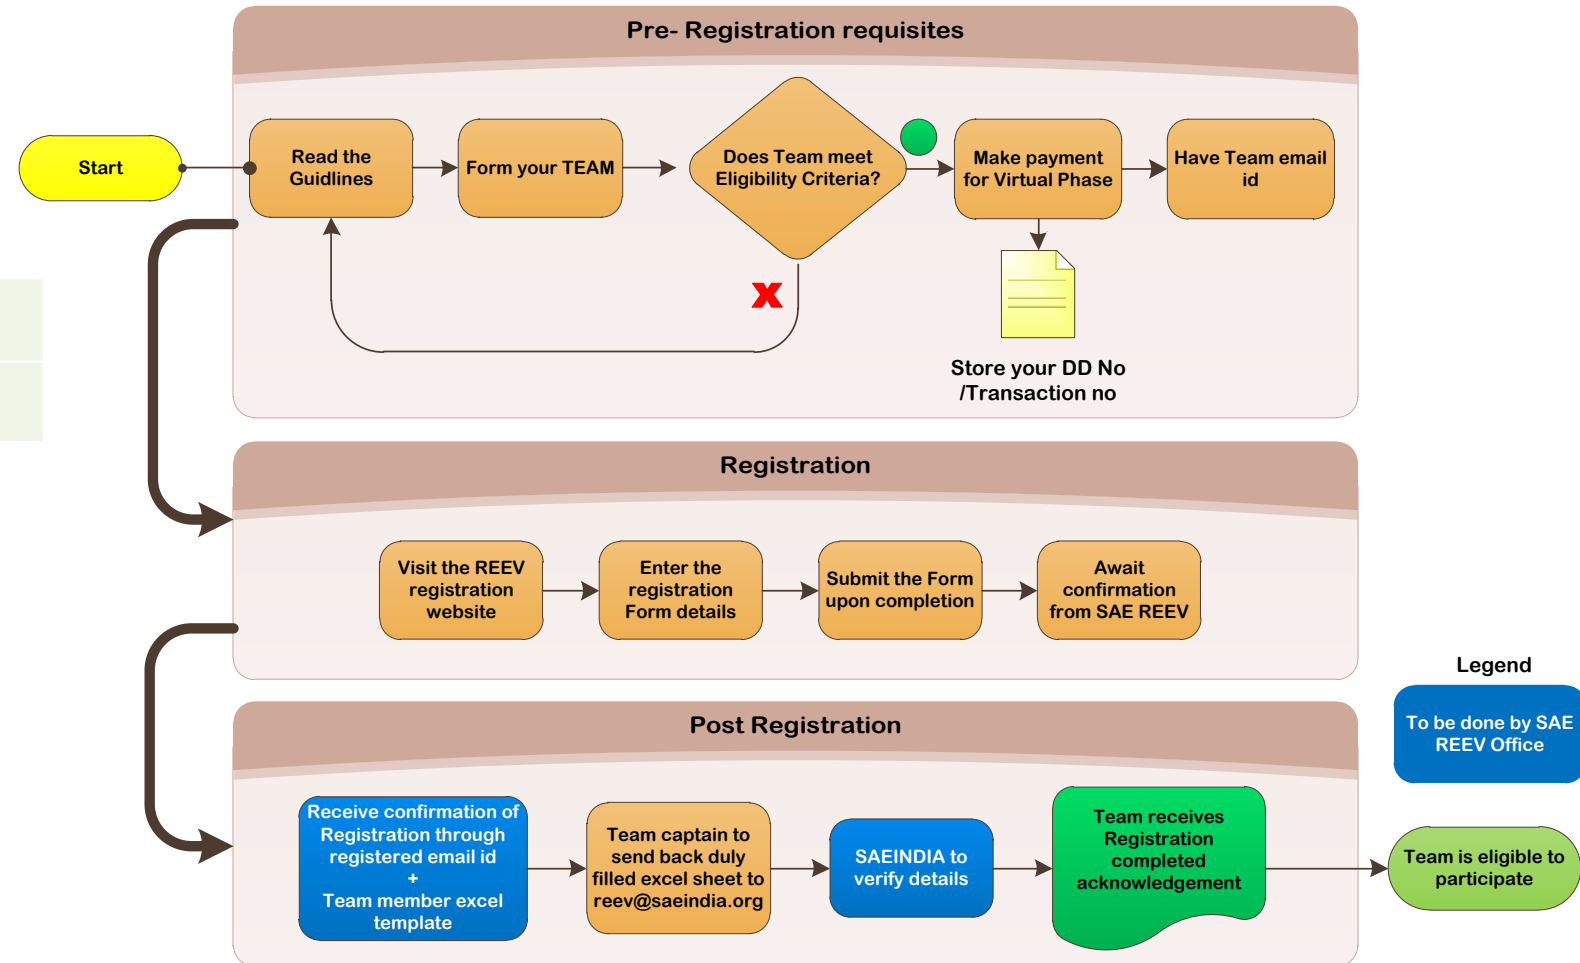 Pre- Registration requisites
Start
Read the
Guidlines
Form your TEAM
Does Team meet
Eligibility Criteria?
Make payment
for Virtual Phase
Have Team email
id
X
Store your DD No
/Transaction no
Registration
Visit the REEV
registration
website
Enter the
registration
Form details
Submit the Form
upon completion
Await
confirmation
from SAE REEV
Legend
To be done by SAE
REEV Office
Post Registration
Receive confirmation of
Registration through
registered email id
+
Team member excel
template
Team captain to
send back duly
filled excel sheet to
reev@saeindia.org
SAEINDIA to
verify details
Team receives
Registration
completed
acknowledgement
Team is eligible to
participate